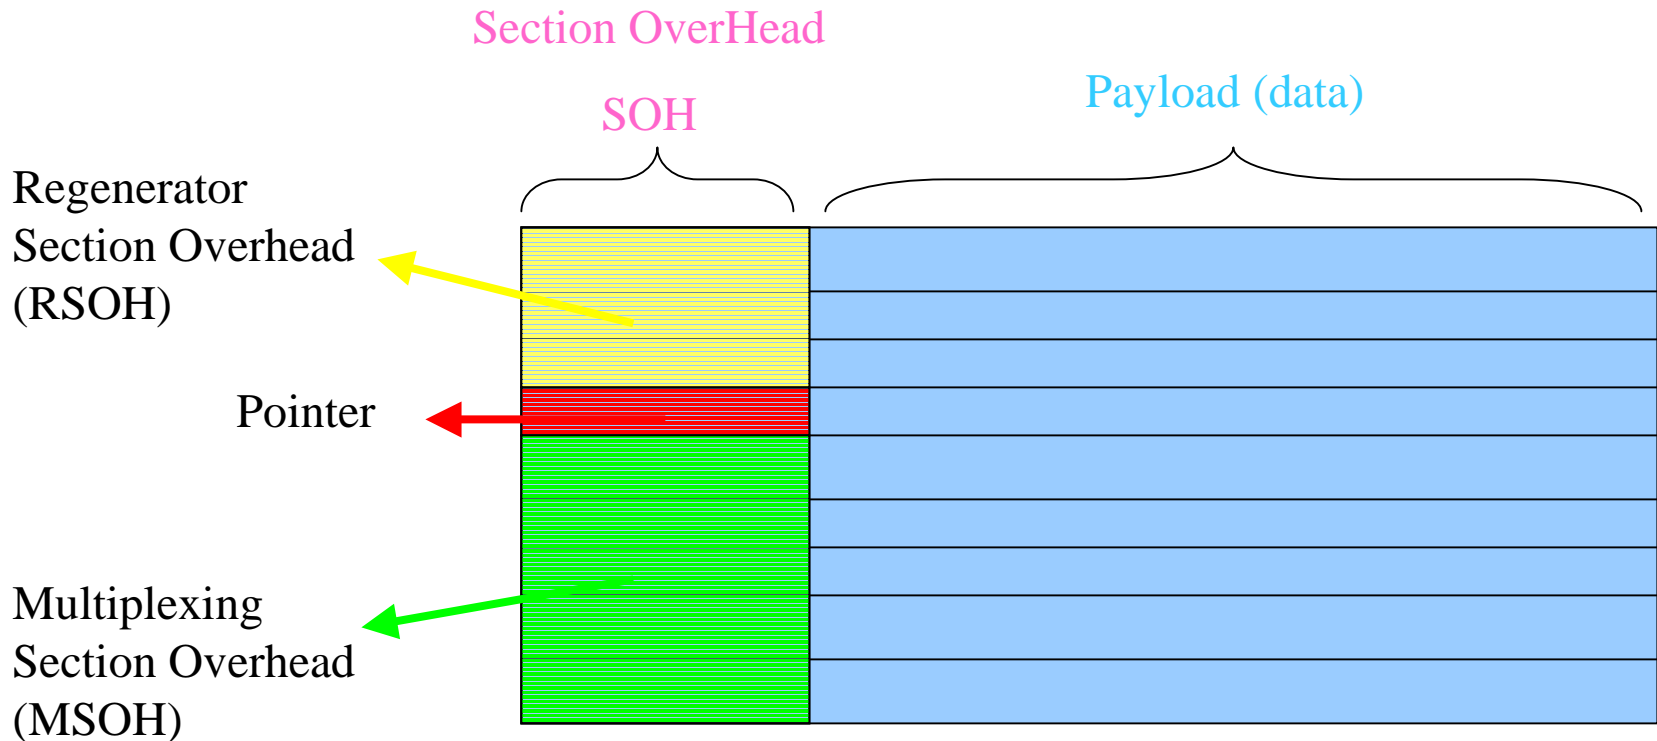 Section OverHead
SOH
Payload (data)
Regenerator
Section Overhead
(RSOH)
Pointer
Multiplexing
Section Overhead
(MSOH)